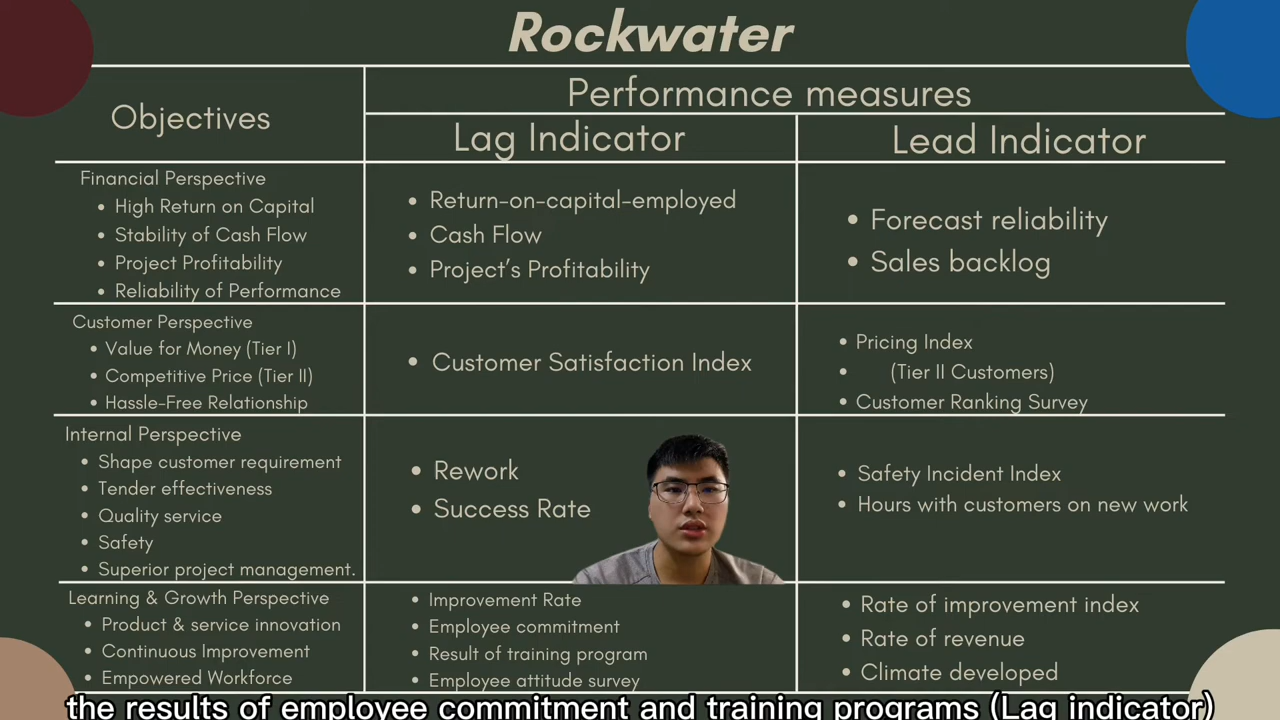 Rockwater
Objectives
Performance measures
Lag Indicator
Lead Indicator
Financial Perspective
• High Return on Capital
• Stability of Cash Flow
• Project Profitability
• Reliability of Performance
• Return-on-capital-employed
• Cash Flow
• Project's Profitability
• Forecast reliability
• Sales backlog
Customer Perspective
• Value for Money (Tier I)
• Competitive Price (Tier II)
• Hassle-Free Relationship
• Customer Satisfaction Index
• Pricing Index
• (Tier II Customers)
• Customer Ranking Survey
Internal Perspective
• Shape customer requirement
• Tender effectiveness
• Quality service
• Safety
• Superior project management.
• Rework
• Success Rate
• Safety Incident Index
• Hours with customers on new work
Learning & Growth Perspective
• Product & service innovation
• Continuous Improvement
• Empowered Workforce
• Improvement Rate
• Employee commitment
• Result of training program
• Employee attitude survey
• Rate of improvement index
• Rate of revenue
• Climate developed
the results of employee commitment and training programs (Lag indicator)